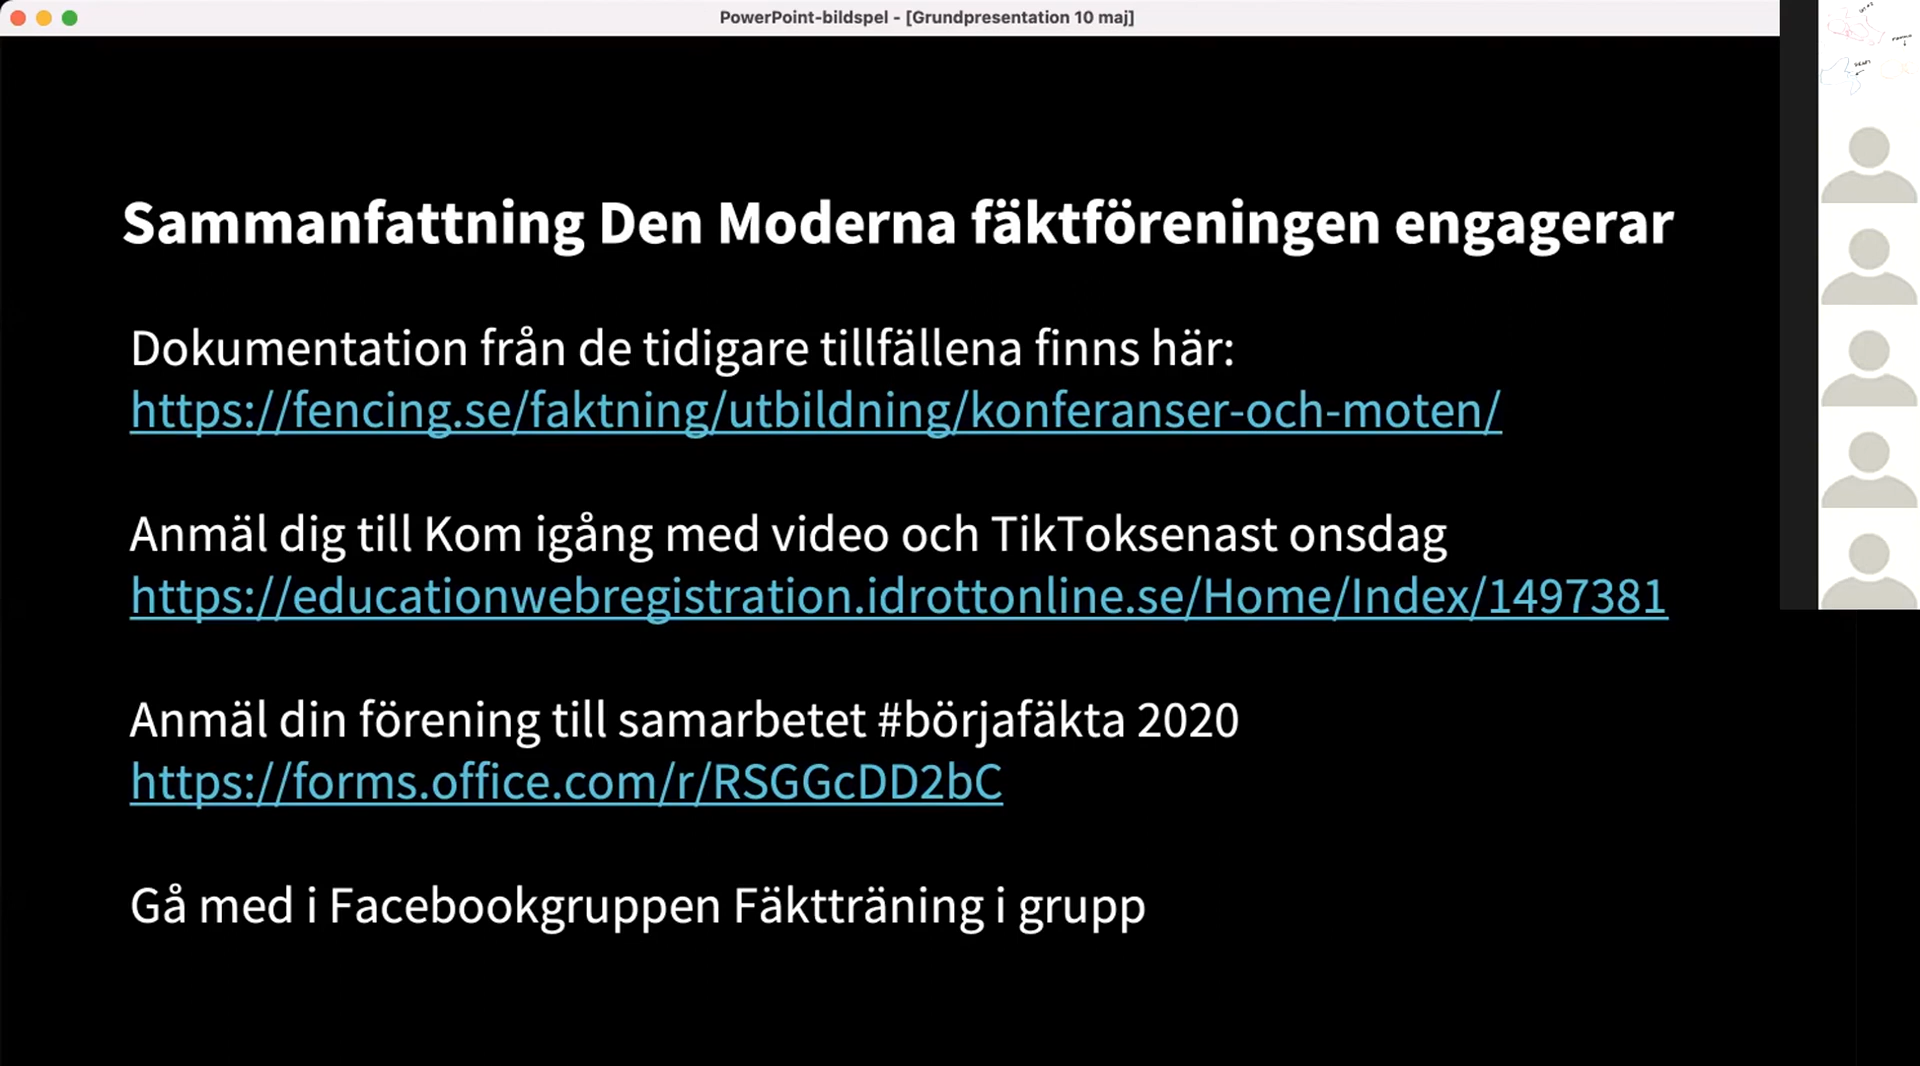 PowerPoint-bildspel - [Grundpresentation 10 maj]
Sammanfattning Den Moderna fäktföreningen engagerar
Dokumentation från de tidigare tillfällena finns här:
https://fencing.se/faktning/utbildning/konferanser-och-moten/
Anmäl dig till Kom igång med video och TikToksenast onsdag
https://educationwebregistration.idrottonline.se/Home/Index/1497381
Anmäl din förening till samarbetet #börjafäkta 2020
https://forms.office.com/r/RSGGcDD2bC
Gå med i Facebookgruppen Fäktträning i grupp